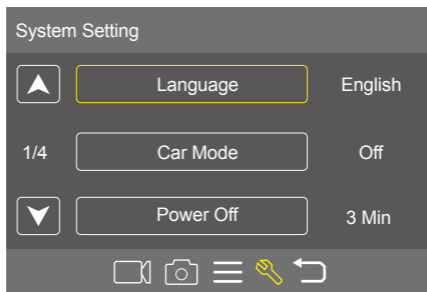 System Setting
Language English
1/4 Car Mode Off
Power Off 3 Min